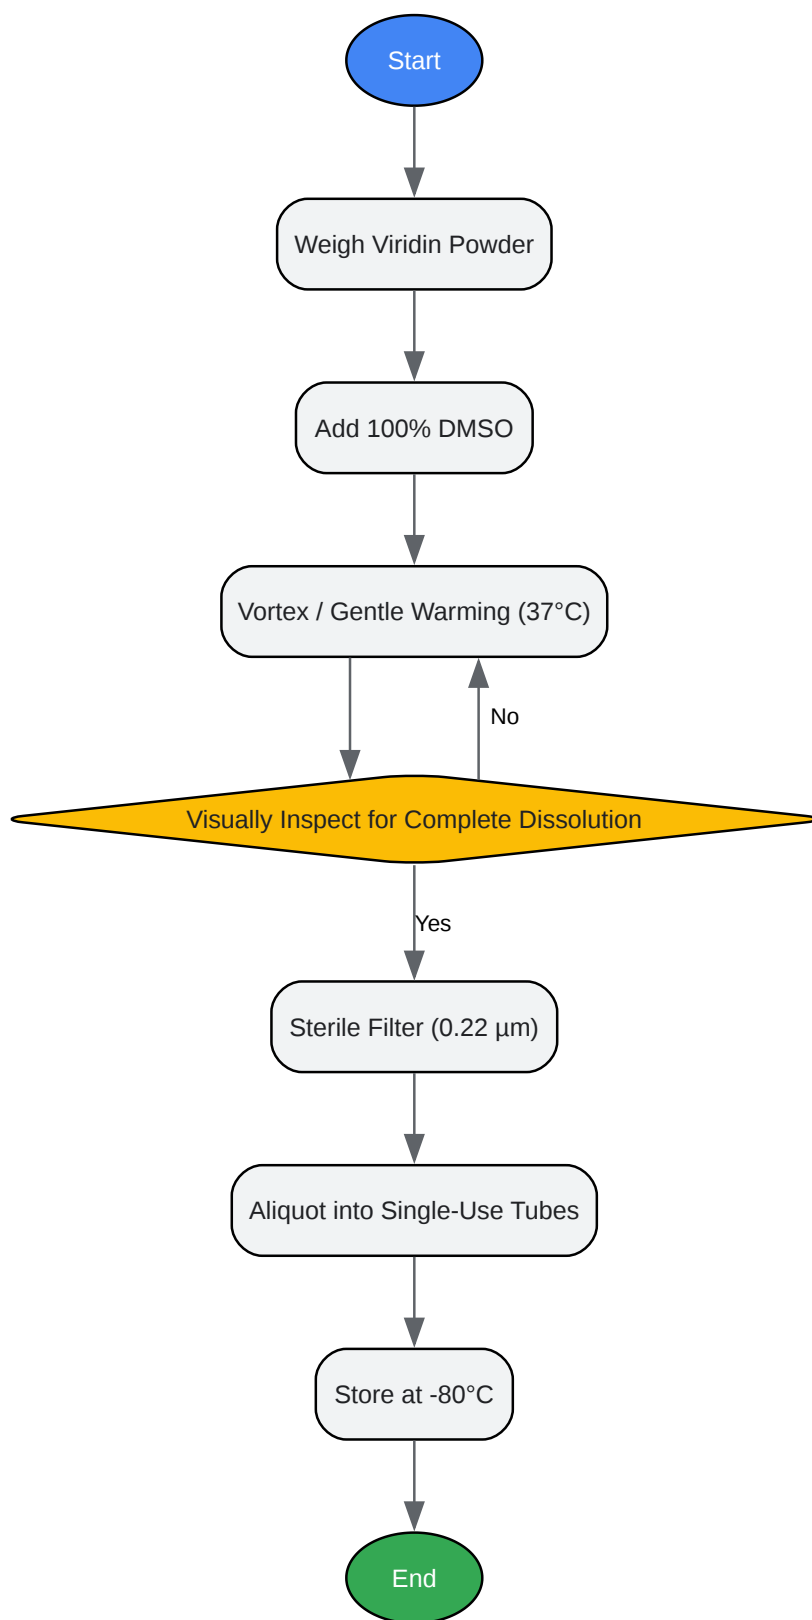 Start
Weigh Viridin Powder
Add 100% DMSO
Vortex / Gentle Warming (37°C)
No
Visually Inspect for Complete Dissolution
Yes
Sterile Filter (0.22 µm)
Aliquot into Single-Use Tubes
Store at -80°C
End